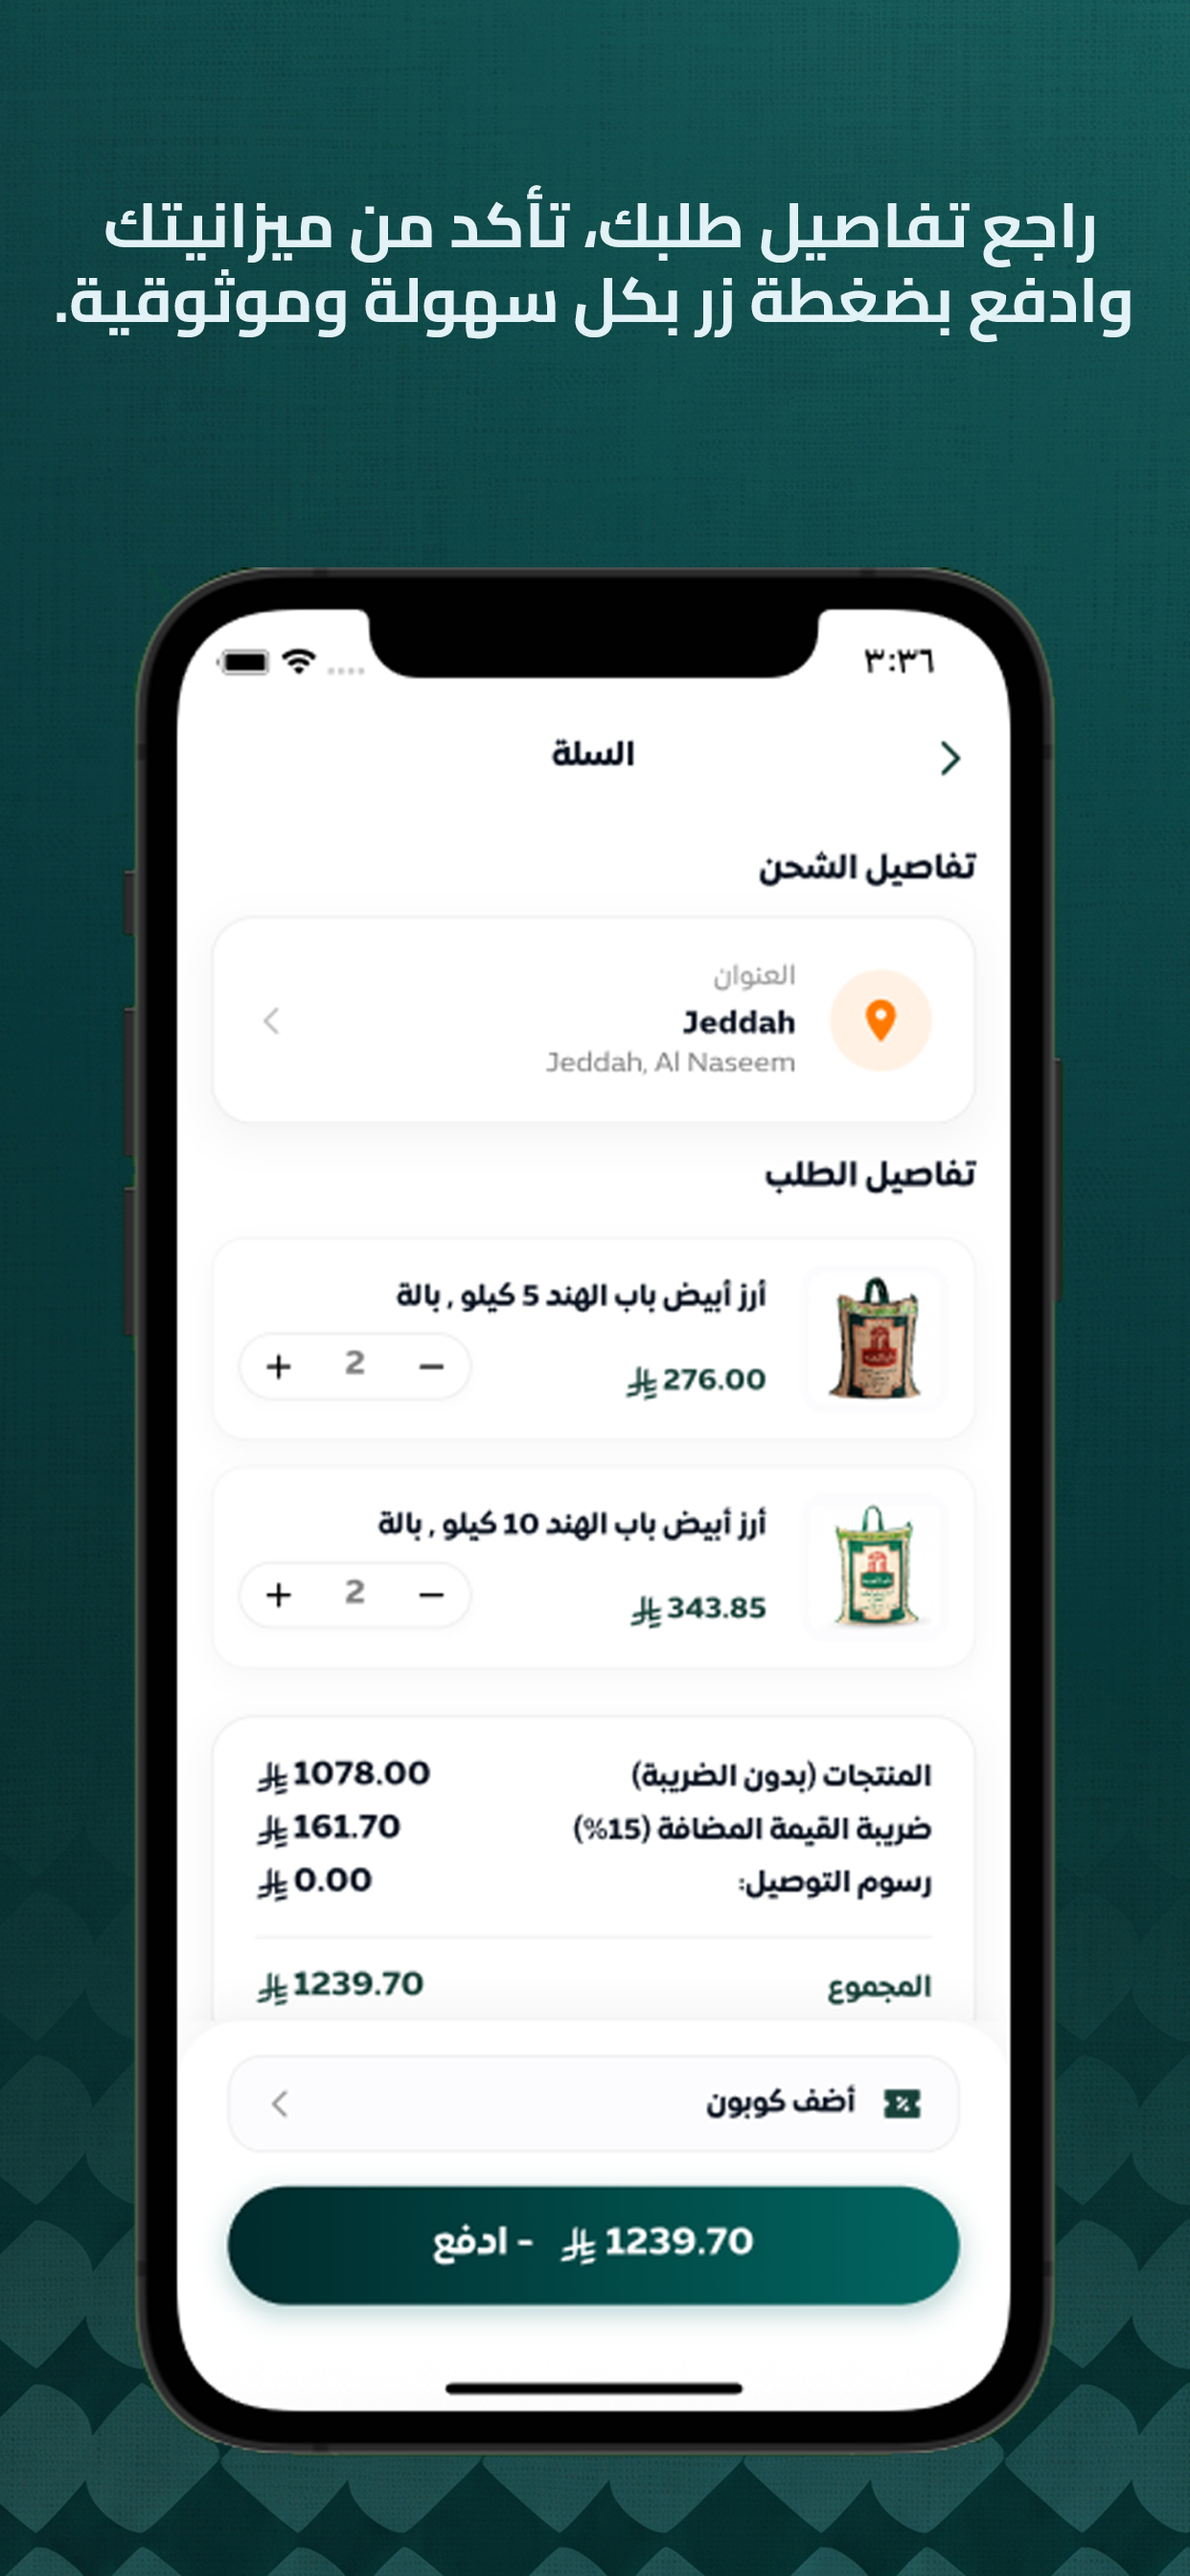 راجع تفاصيل طلبك، تأكد من ميزانيتك
وادفع بضغطة زر بكل سهولة وموثوقية.
٣:٣٦
السلة
تفاصيل الشحن
العنوان
Jeddah
Jeddah, Al Naseem
تفاصيل الطلب
أرز أبيض باب الهند 5 كيلو , بالة
276.00
2
أرز أبيض باب الهند 10 كيلو , بالة
343.85
2
المنتجات (بدون الضريبة) 1078.00
ضريبة القيمة المضافة (15%) 161.70
رسوم التوصيل: 0.00
المجموع 1239.70
أضف كوبون
1239.70 - ادفع